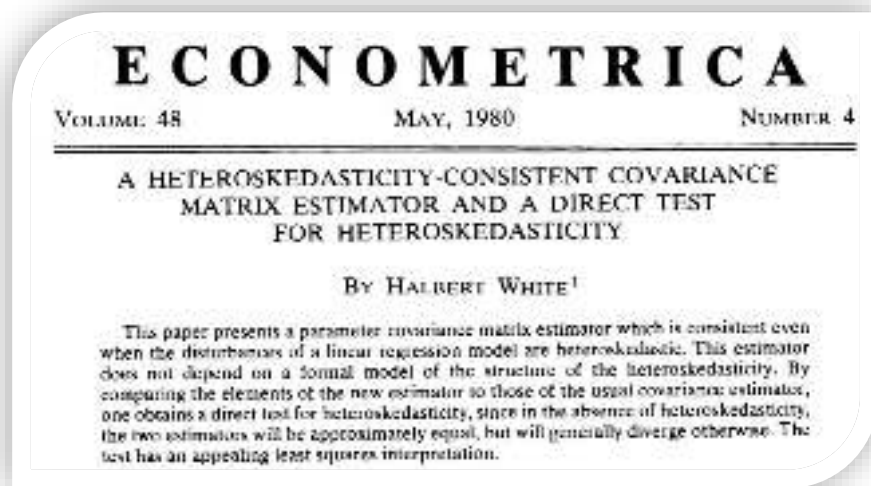 ECONOMETRICA
VOLUME 48 MAY, 1980 NUMBER 4
A HETEROSKEDASTICITY-CONSISTENT COVARIANCE
MATRIX ESTIMATOR AND A DIRECT TEST
FOR HETEROSKEDASTICITY
BY HALBERT WHITE¹
This paper presents a parameter covariance matrix estimator which is consistent even
when the disturbances of a linear regression model are heteroskedastic. This estimator
does not depend on a formal model of the structure of the heteroskedasticity. By
comparing the elements of the new estimator to those of the usual covariance estimator,
one obtains a direct test for heteroskedasticity, since in the absence of heteroskedasticity,
the two estimators will be approximately equal, but will generally diverge otherwise. The
test has an appealing least squares interpretation.